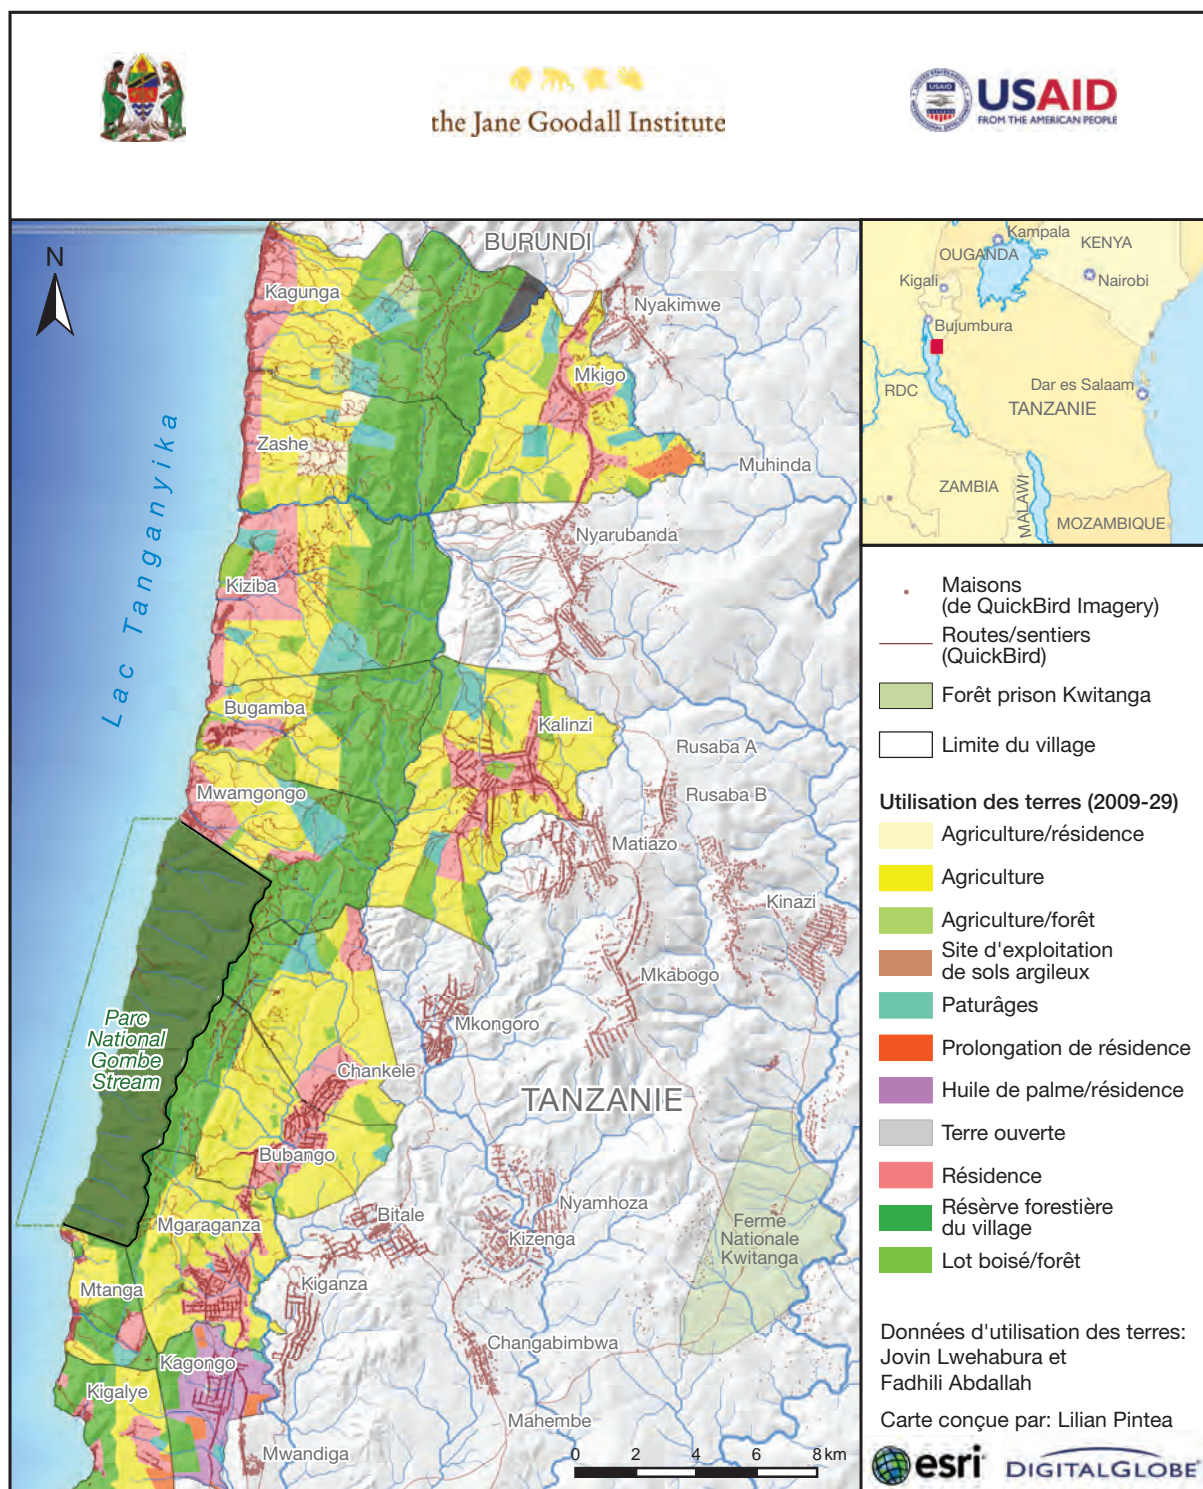 the Jane Goodall Institute
USAID
FROM THE AMERICAN PEOPLE
N
BURUNDI
Kagunga
Nyakimwe
Mkigo
Zashe
Muhinda
Lac Tanganyika
Nyarubanda
Kiziba
Bugamba
Kalinzi
Rusaba A
Mwamgongo
Rusaba B
Matiazo
Kinazi
Mkabogo
Parc
National
Gombe
Stream
Mkongoro
Chankele
TANZANIE
Bubango
Nyamhoza
Bitale
Mgaraganza
Kizenga
Ferme
Nationale
Kwitanga
Kiganza
Mtanga
Changabimbwa
Kagongo
Kigalye
Mahembe
Mwandiga
0 2 4 6 8 km
Kampala
OUGANDA
KENYA
Kigali
Nairobi
Bujumbura
RDC
Dar es Salaam
TANZANIE
ZAMBIA
MALAWI
MOZAMBIQUE
Maisons
(de QuickBird Imagery)
Routes/sentiers
(QuickBird)
Forêt prison Kwitanga
Limite du village
Utilisation des terres (2009-29)
Agriculture/résidence
Agriculture
Agriculture/forêt
Site d'exploitation
de sols argileux
Paturâges
Prolongation de résidence
Huile de palme/résidence
Terre ouverte
Résidence
Résèrve forestière
du village
Lot boisé/forêt
Données d'utilisation des terres:
Jovin Lwehabura et
Fadhili Abdallah
Carte conçue par: Lilian Pintea
esri
DIGITALGLOBE